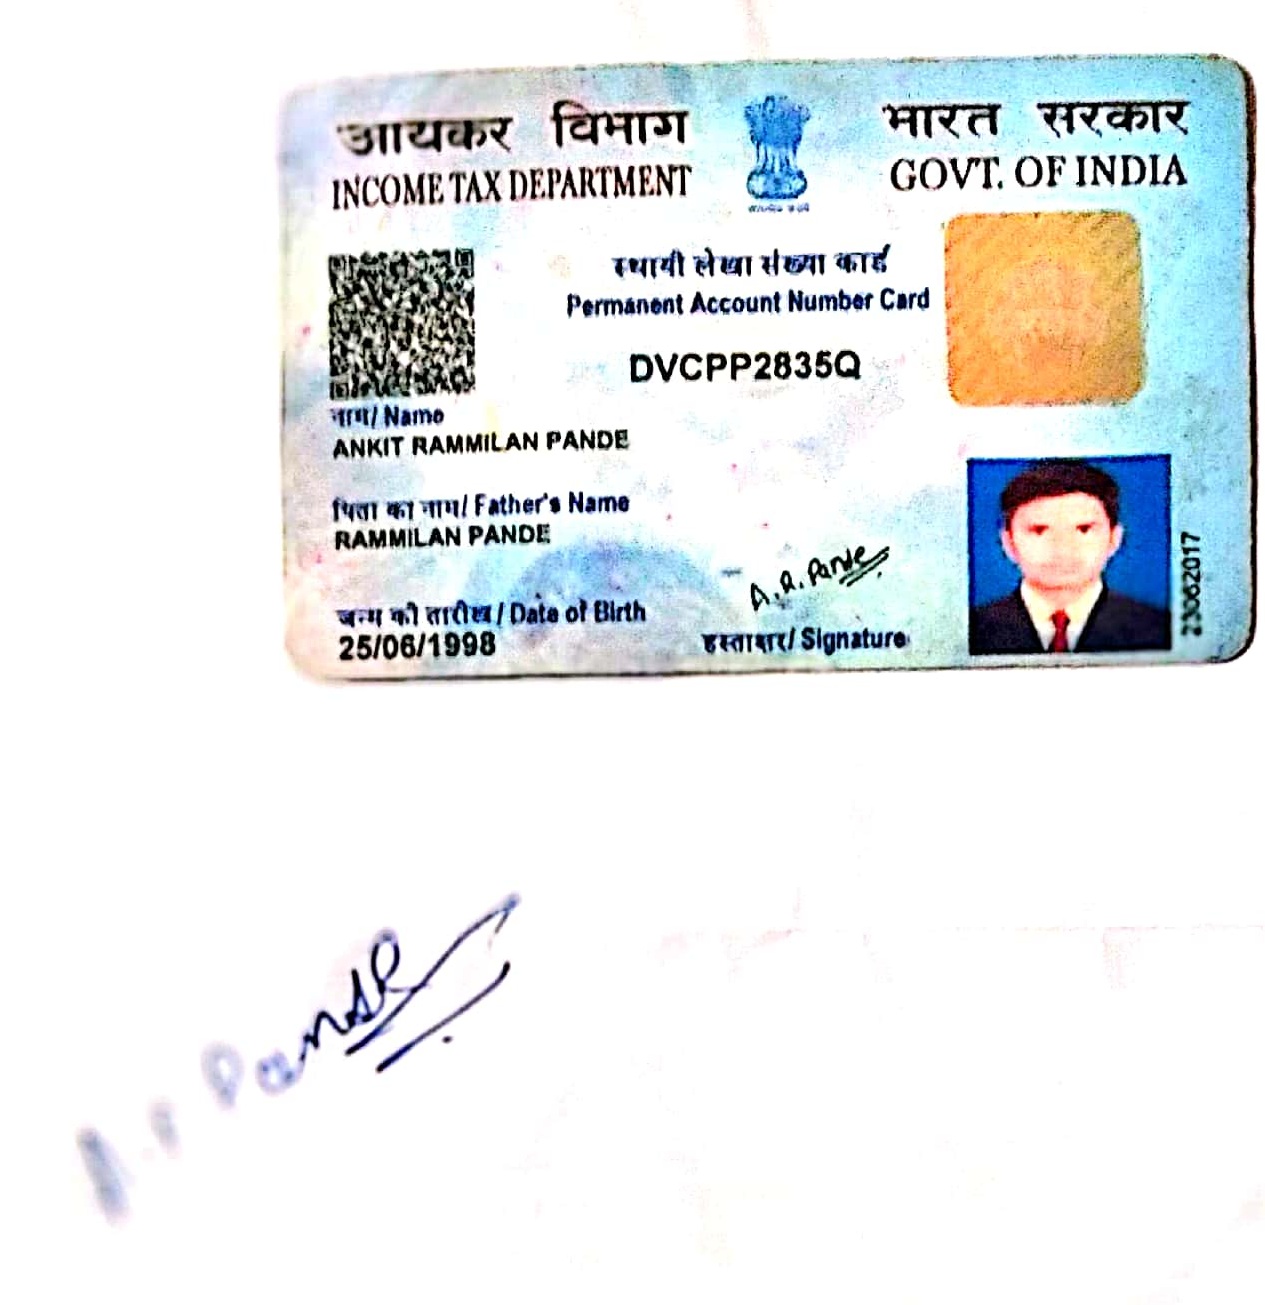 आयकर विभाग
INCOME TAX DEPARTMENT
भारत सरकार
GOVT. OF INDIA
स्थायी लेखा संख्या कार्ड
Permanent Account Number Card
DVCPP2835Q
नाम/ Name
ANKIT RAMMILAN PANDE
पिता का नाम/ Father's Name
RAMMILAN PANDE
जन्म की तारीख / Date of Birth
25/06/1998
A.R. Pande
हस्ताक्षर/ Signature
23062017
A. R Pande